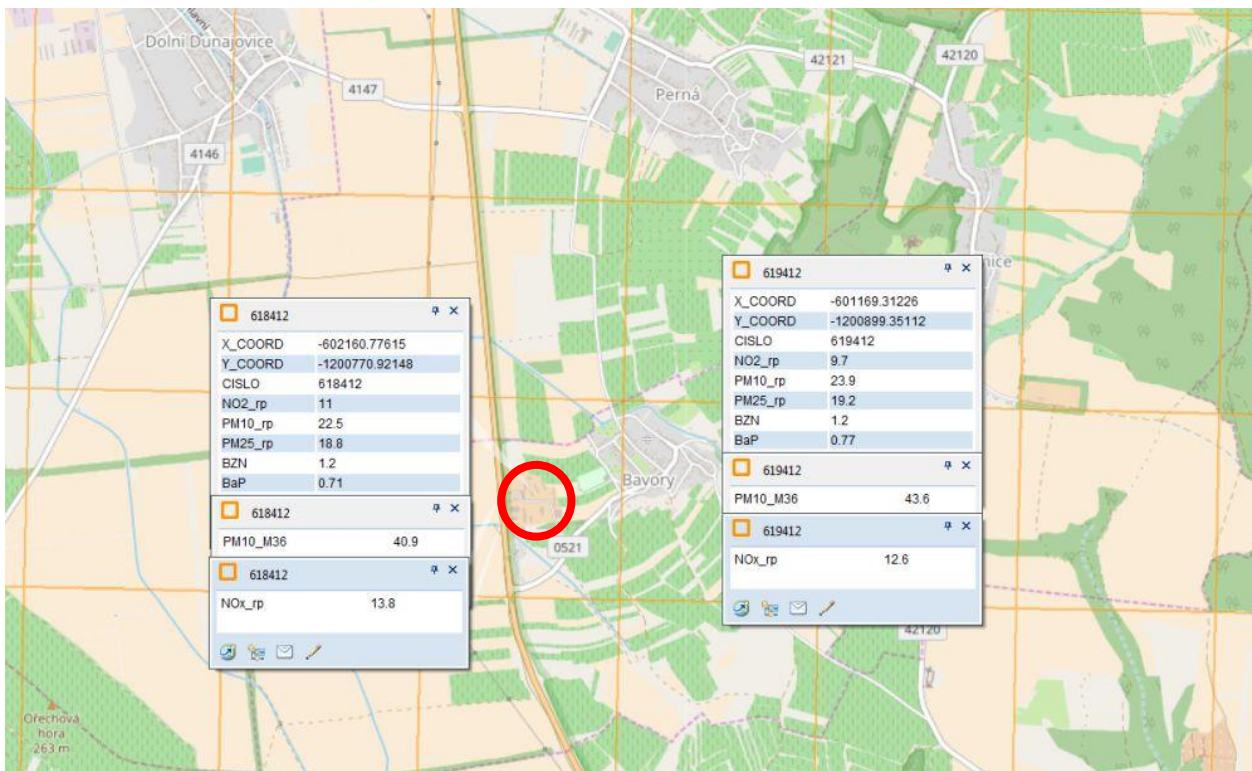 Dolní Dunajovice
4147
4146
42121
42120
Perná
nice
618412
X_COORD -602160.77615
Y_COORD -1200770.92148
CISLO 618412
NO2_rp 11
PM10_rp 22.5
PM25_rp 18.8
BZN 1.2
BaP 0.71
618412
PM10_M36 40.9
618412
NOx_rp 13.8
Bavory
0521
619412
X_COORD -601169.31226
Y_COORD -1200899.35112
CISLO 619412
NO2_rp 9.7
PM10_rp 23.9
PM25_rp 19.2
BZN 1.2
BaP 0.77
619412
PM10_M36 43.6
619412
NOx_rp 12.6
42120
Ořechová
hora
263 m